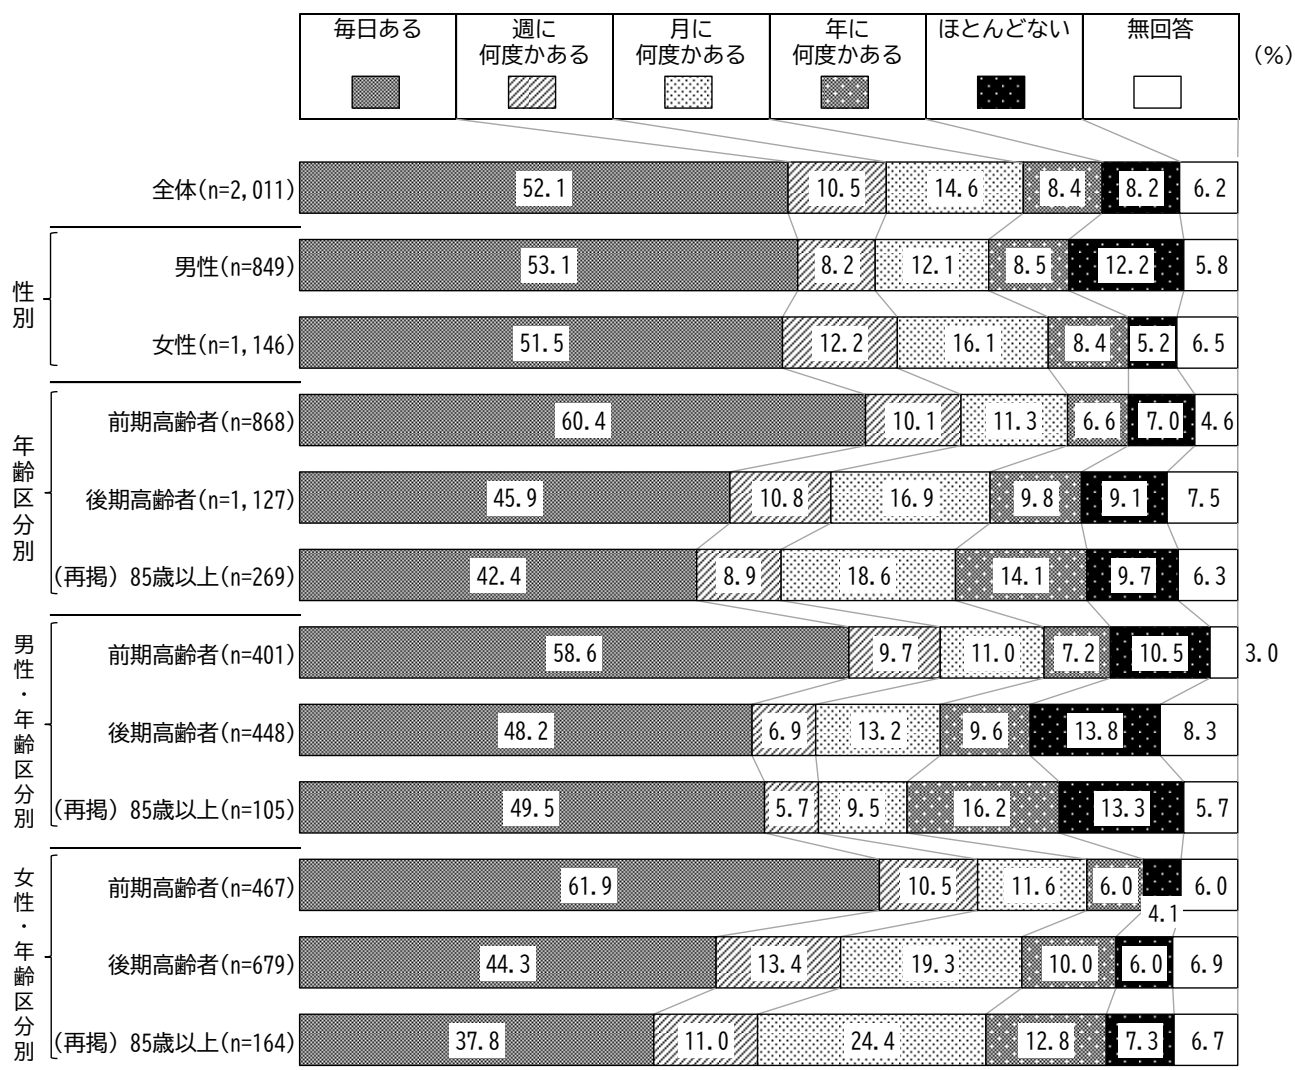 毎日ある
週に
何度かある
月に
何度かある
年に
何度かある
ほとんどない
無回答
(%)
全体(n=2,011) 52.1 10.5 14.6 8.4 8.2 6.2
性別
男性(n=849) 53.1 8.2 12.1 8.5 12.2 5.8
女性(n=1,146) 51.5 12.2 16.1 8.4 5.2 6.5
年齢区分別
前期高齢者(n=868) 60.4 10.1 11.3 6.6 7.0 4.6
後期高齢者(n=1,127) 45.9 10.8 16.9 9.8 9.1 7.5
(再掲) 85歳以上(n=269) 42.4 8.9 18.6 14.1 9.7 6.3
男性・年齢区分別
前期高齢者(n=401) 58.6 9.7 11.0 7.2 10.5 3.0
後期高齢者(n=448) 48.2 6.9 13.2 9.6 13.8 8.3
(再掲) 85歳以上(n=105) 49.5 5.7 9.5 16.2 13.3 5.7
女性・年齢区分別
前期高齢者(n=467) 61.9 10.5 11.6 6.0 4.1 6.0
後期高齢者(n=679) 44.3 13.4 19.3 10.0 6.0 6.9
(再掲) 85歳以上(n=164) 37.8 11.0 24.4 12.8 7.3 6.7